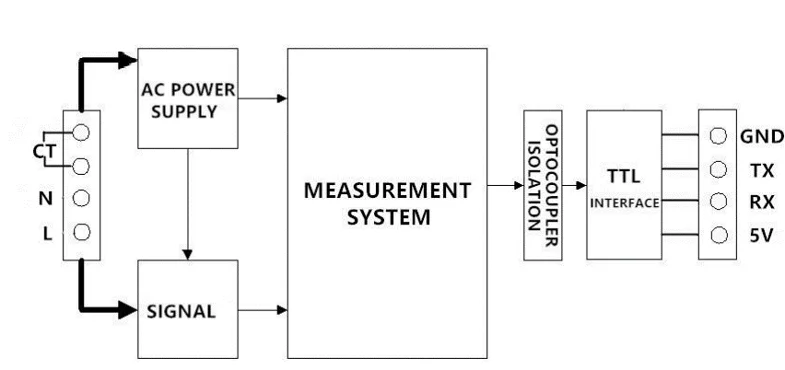 AC POWER
SUPPLY
CT
N
L
SIGNAL
MEASUREMENT
SYSTEM
OPTOCOUPLER
ISOLATION
TTL
INTERFACE
GND
TX
RX
5V